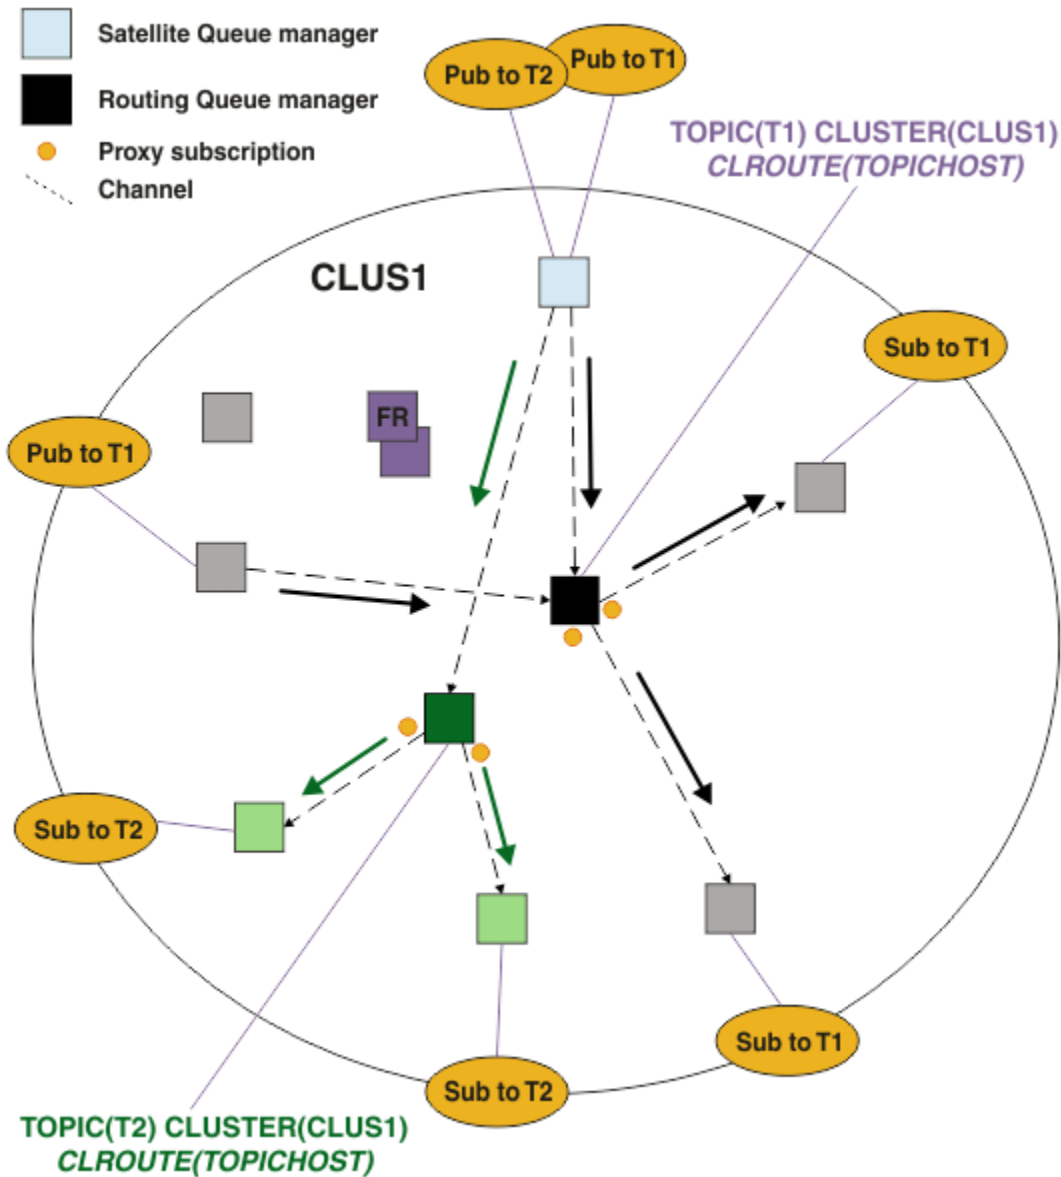 Satellite Queue manager
Routing Queue manager
Proxy subscription
Channel
Pub to T2
Pub to T1
TOPIC(T1) CLUSTER(CLUS1)
CLROUTE(TOPICHOST)
CLUS1
Sub to T1
FR
Pub to T1
Sub to T2
Sub to T1
Sub to T2
TOPIC(T2) CLUSTER(CLUS1)
CLROUTE(TOPICHOST)